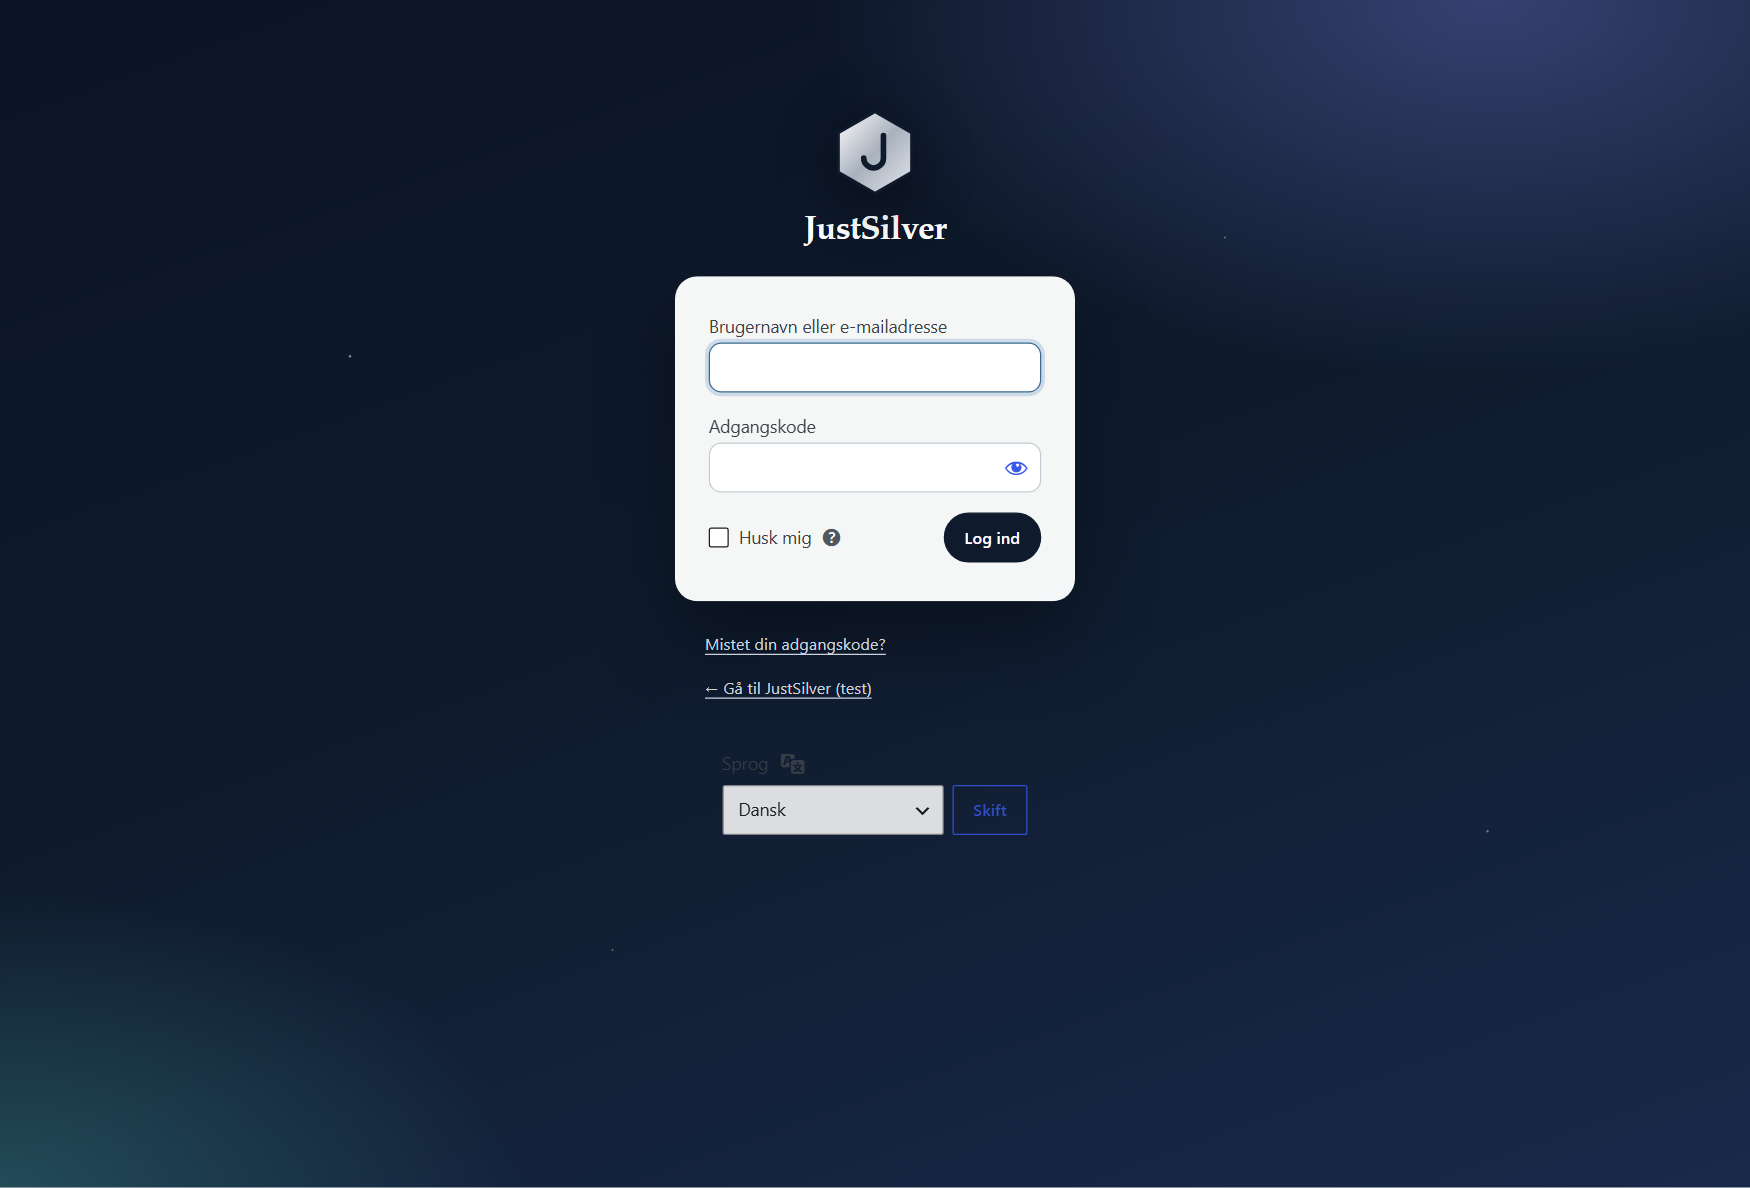 J
JustSilver
Brugernavn eller e-mailadresse
Adgangskode
Husk mig ?
Log ind
Mistet din adgangskode?
← Gå til JustSilver (test)
Sprog
Dansk
Skift